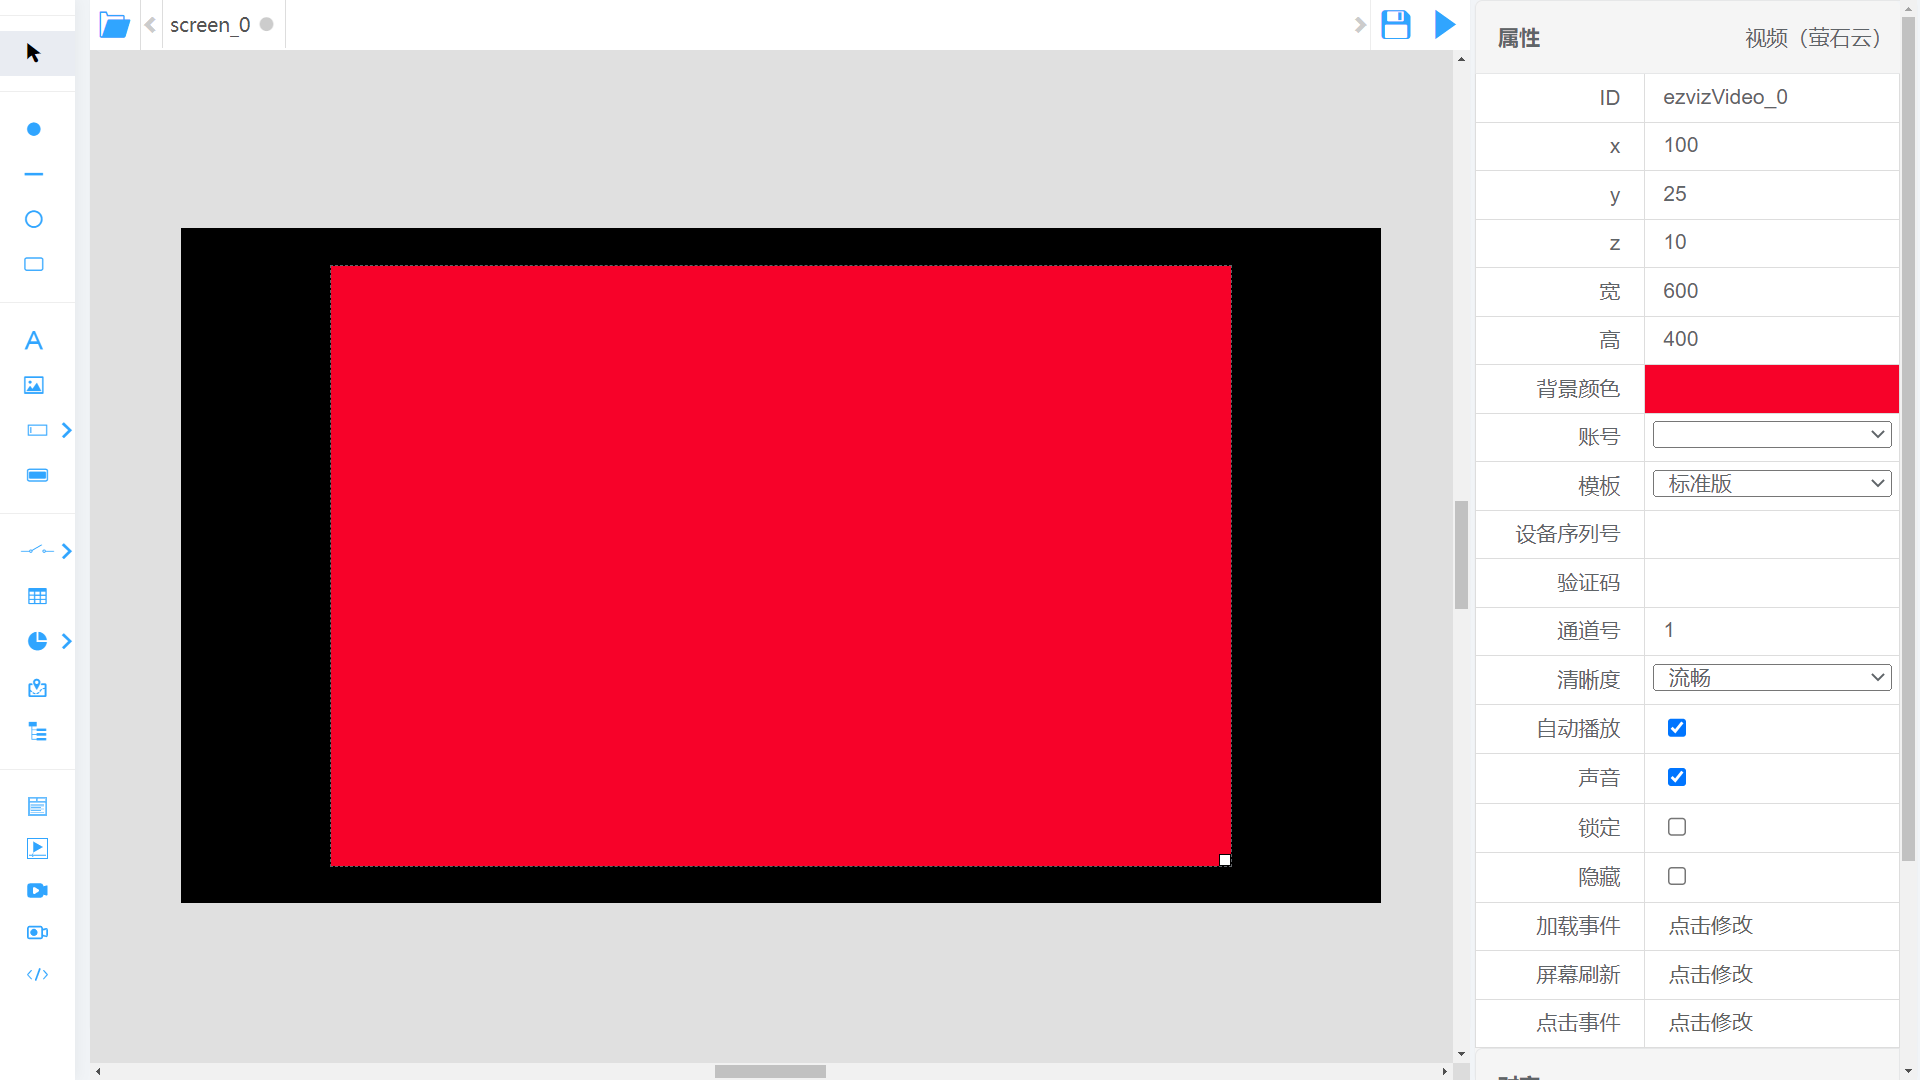 screen_0
属性 视频（萤石云）
ID ezvizVideo_0
x 100
y 25
z 10
宽 600
高 400
背景颜色
账号
模板 标准版
设备序列号
验证码
通道号 1
清晰度 流畅
自动播放
声音
锁定
隐藏
加载事件 点击修改
屏幕刷新 点击修改
点击事件 点击修改